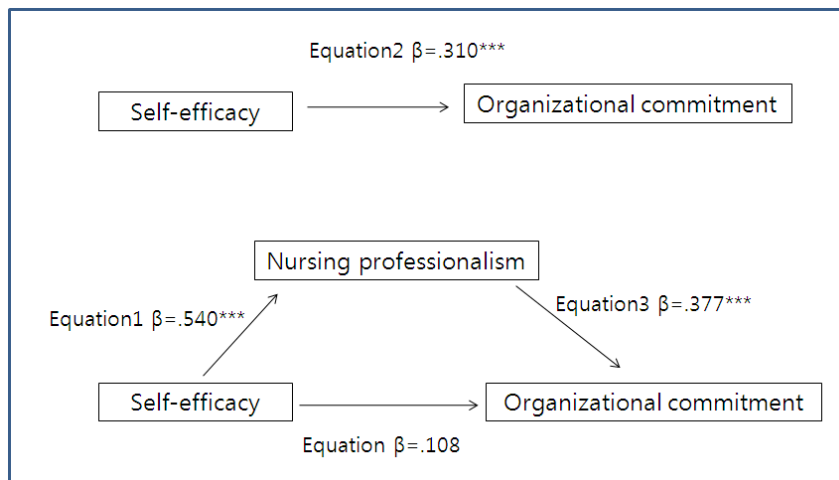 Equation2 β=.310***
Self-efficacy
Organizational commitment
Nursing professionalism
Equation1 β=.540***
Equation3 β=.377***
Self-efficacy
Organizational commitment
Equation β=.108